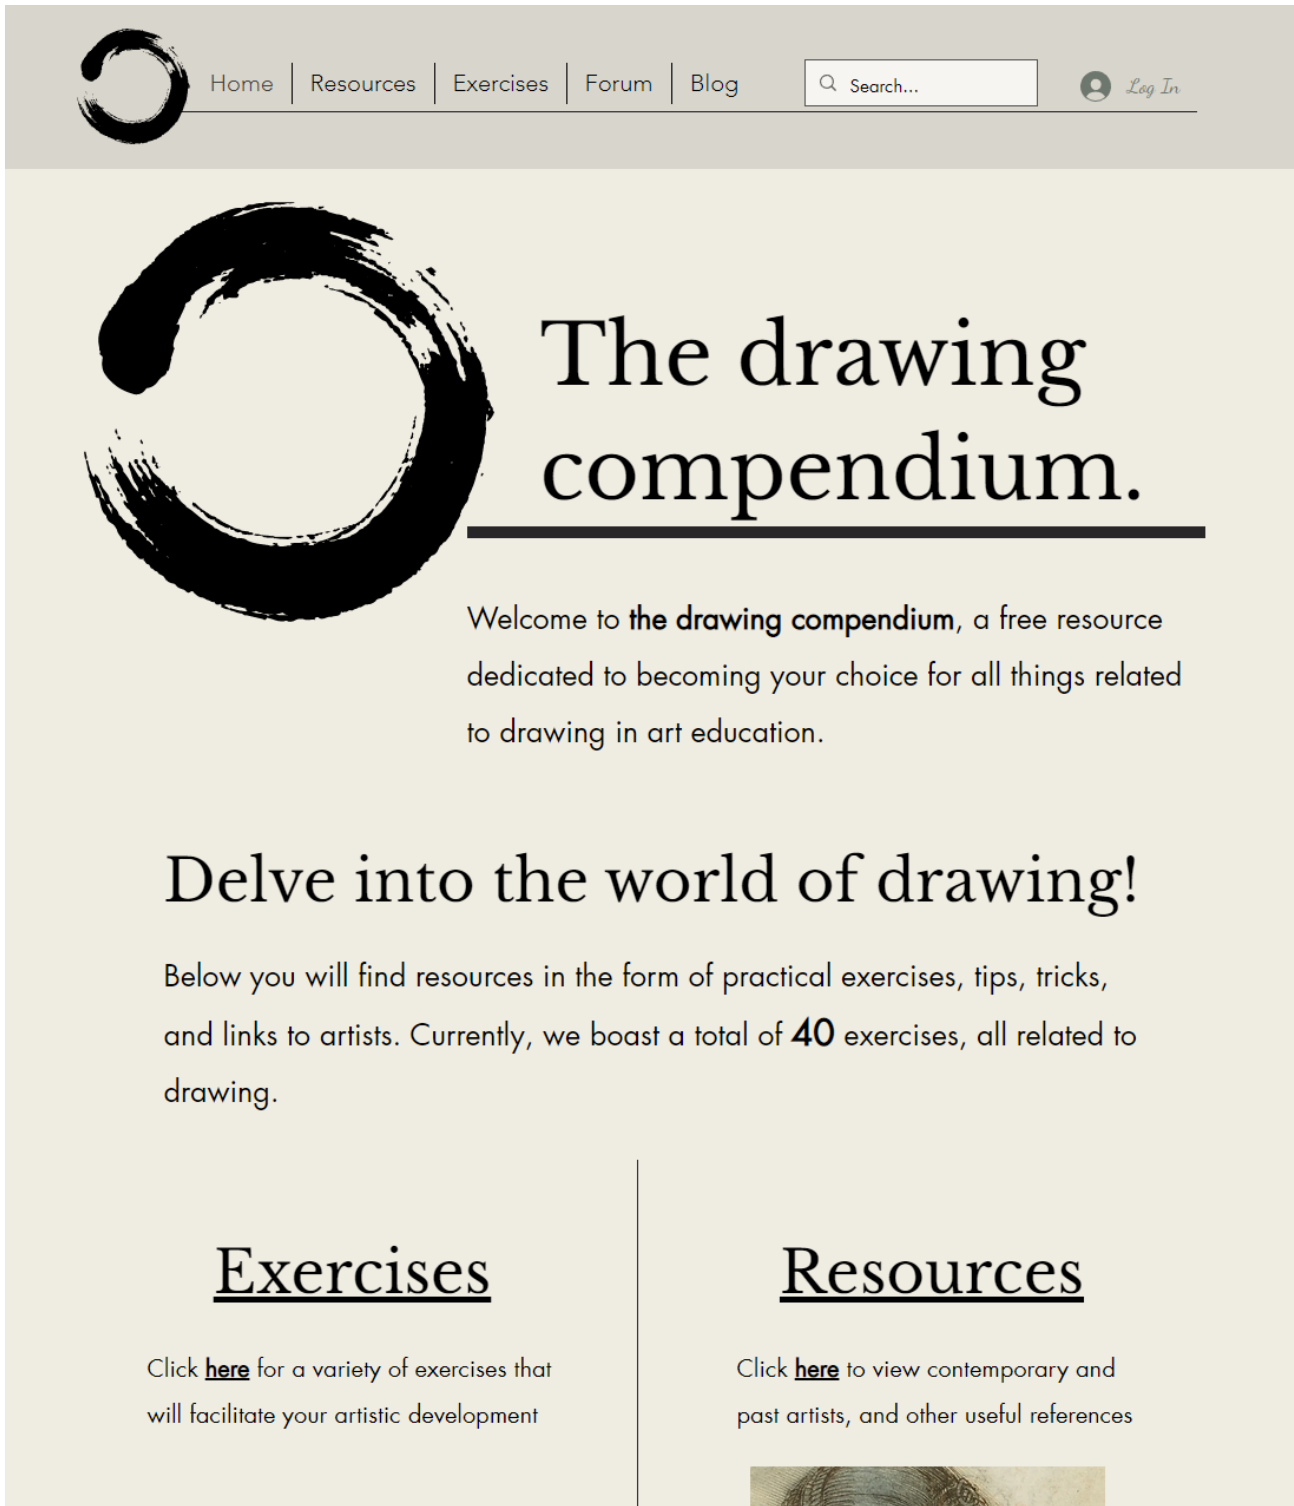 Home
Resources
Exercises
Forum
Blog
Search...
Log In
The drawing
compendium.
Welcome to the drawing compendium, a free resource
dedicated to becoming your choice for all things related
to drawing in art education.
Delve into the world of drawing!
Below you will find resources in the form of practical exercises, tips, tricks,
and links to artists. Currently, we boast a total of 40 exercises, all related to
drawing.
Exercises
Click here for a variety of exercises that
will facilitate your artistic development
Resources
Click here to view contemporary and
past artists, and other useful references